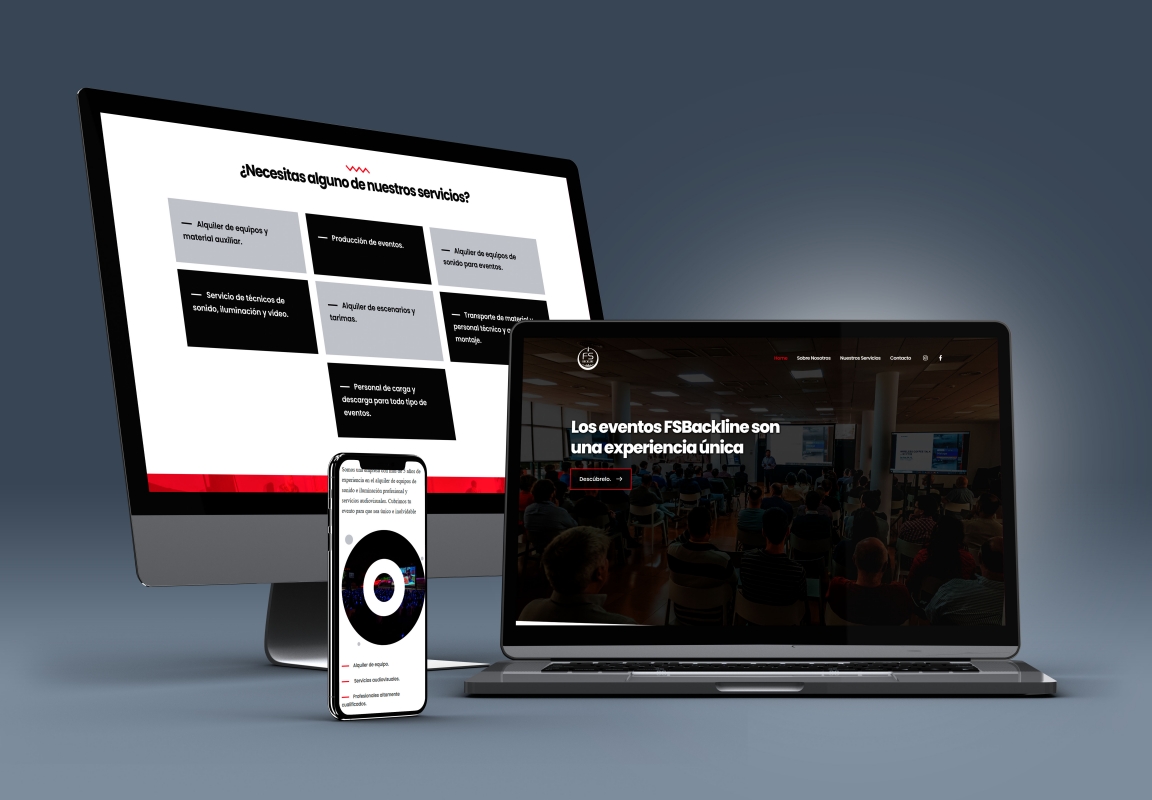 ¿Necesitas alguno de nuestros servicios?
Alquiler de equipos y
material auxiliar.
Producción de eventos.
Alquiler de equipos de
sonido para eventos.
Servicio de técnicos de
sonido, iluminación y video.
Alquiler de escenarios y
tarimas.
Transporte de material y
personal técnico y
montaje.
Personal de carga y
descarga para todo tipo de
eventos.
FS
Home
Sobre Nosotros
Nuestros Servicios
Contacto
Los eventos FSBackline son
una experiencia única
Descúbrelo.
Somos una empresa con más de 7 años de
experiencia en el alquiler de equipos de
sonido e iluminación profesional y
servicios audiovisuales. Cubrimos tu
evento para que sea único e inolvidable
Alquiler de equipo.
Servicios audiovisuales.
Profesionales altamente
cualificados.